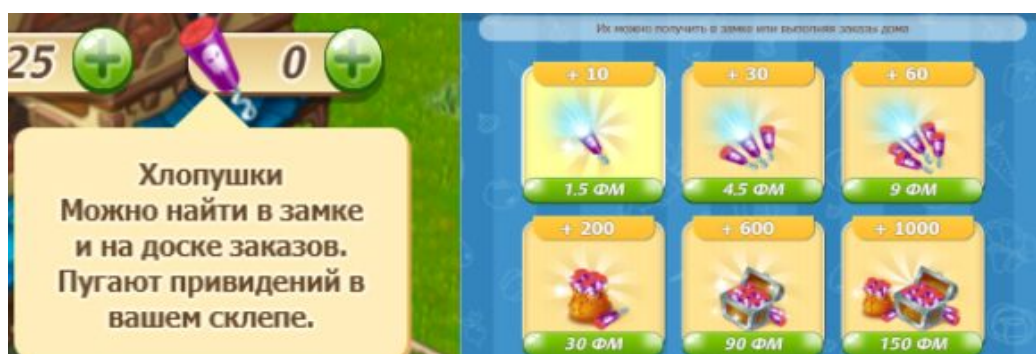 25
0
Хлопушки
Можно найти в замке
и на доске заказов.
Пугают привидений в
вашем склепе.
Их можно получить в замке или выполняя заказы дома
+ 10
+ 30
+ 60
1.5 ФМ
4.5 ФМ
9 ФМ
+ 200
+ 600
+ 1000
30 ФМ
90 ФМ
150 ФМ